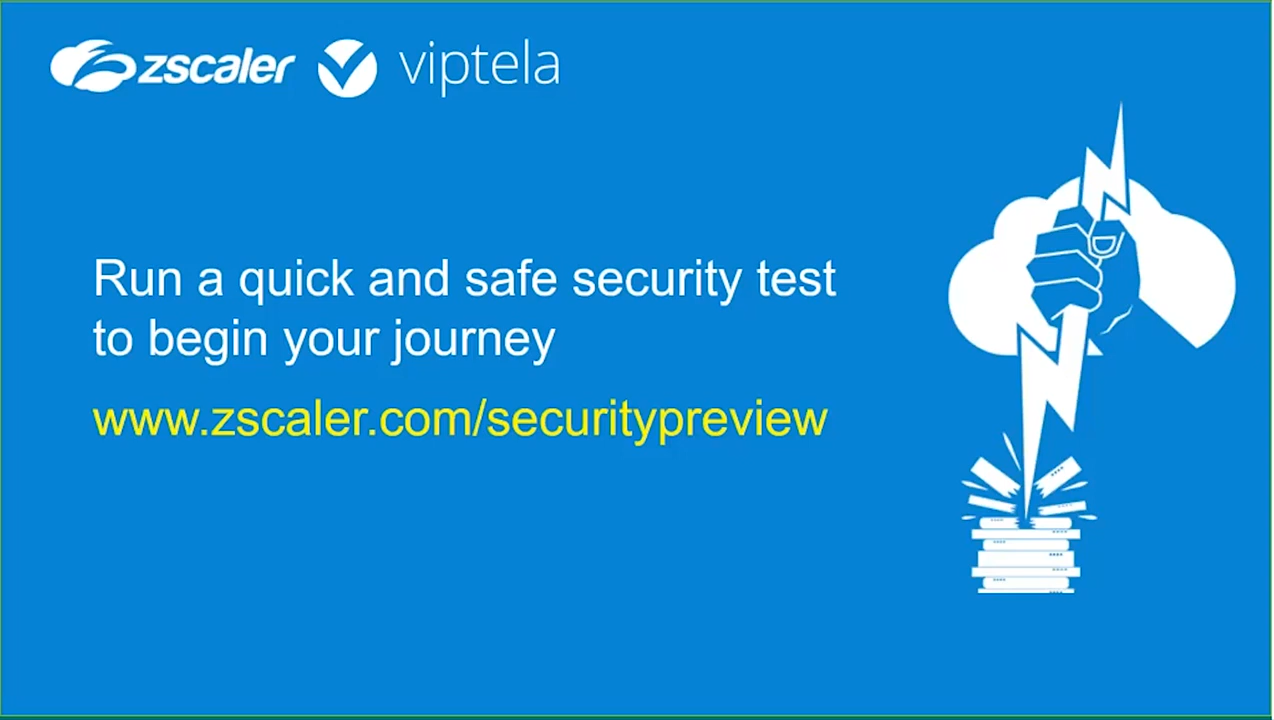 zscaler viptela
Run a quick and safe security test
to begin your journey
www.zscaler.com/securitypreview